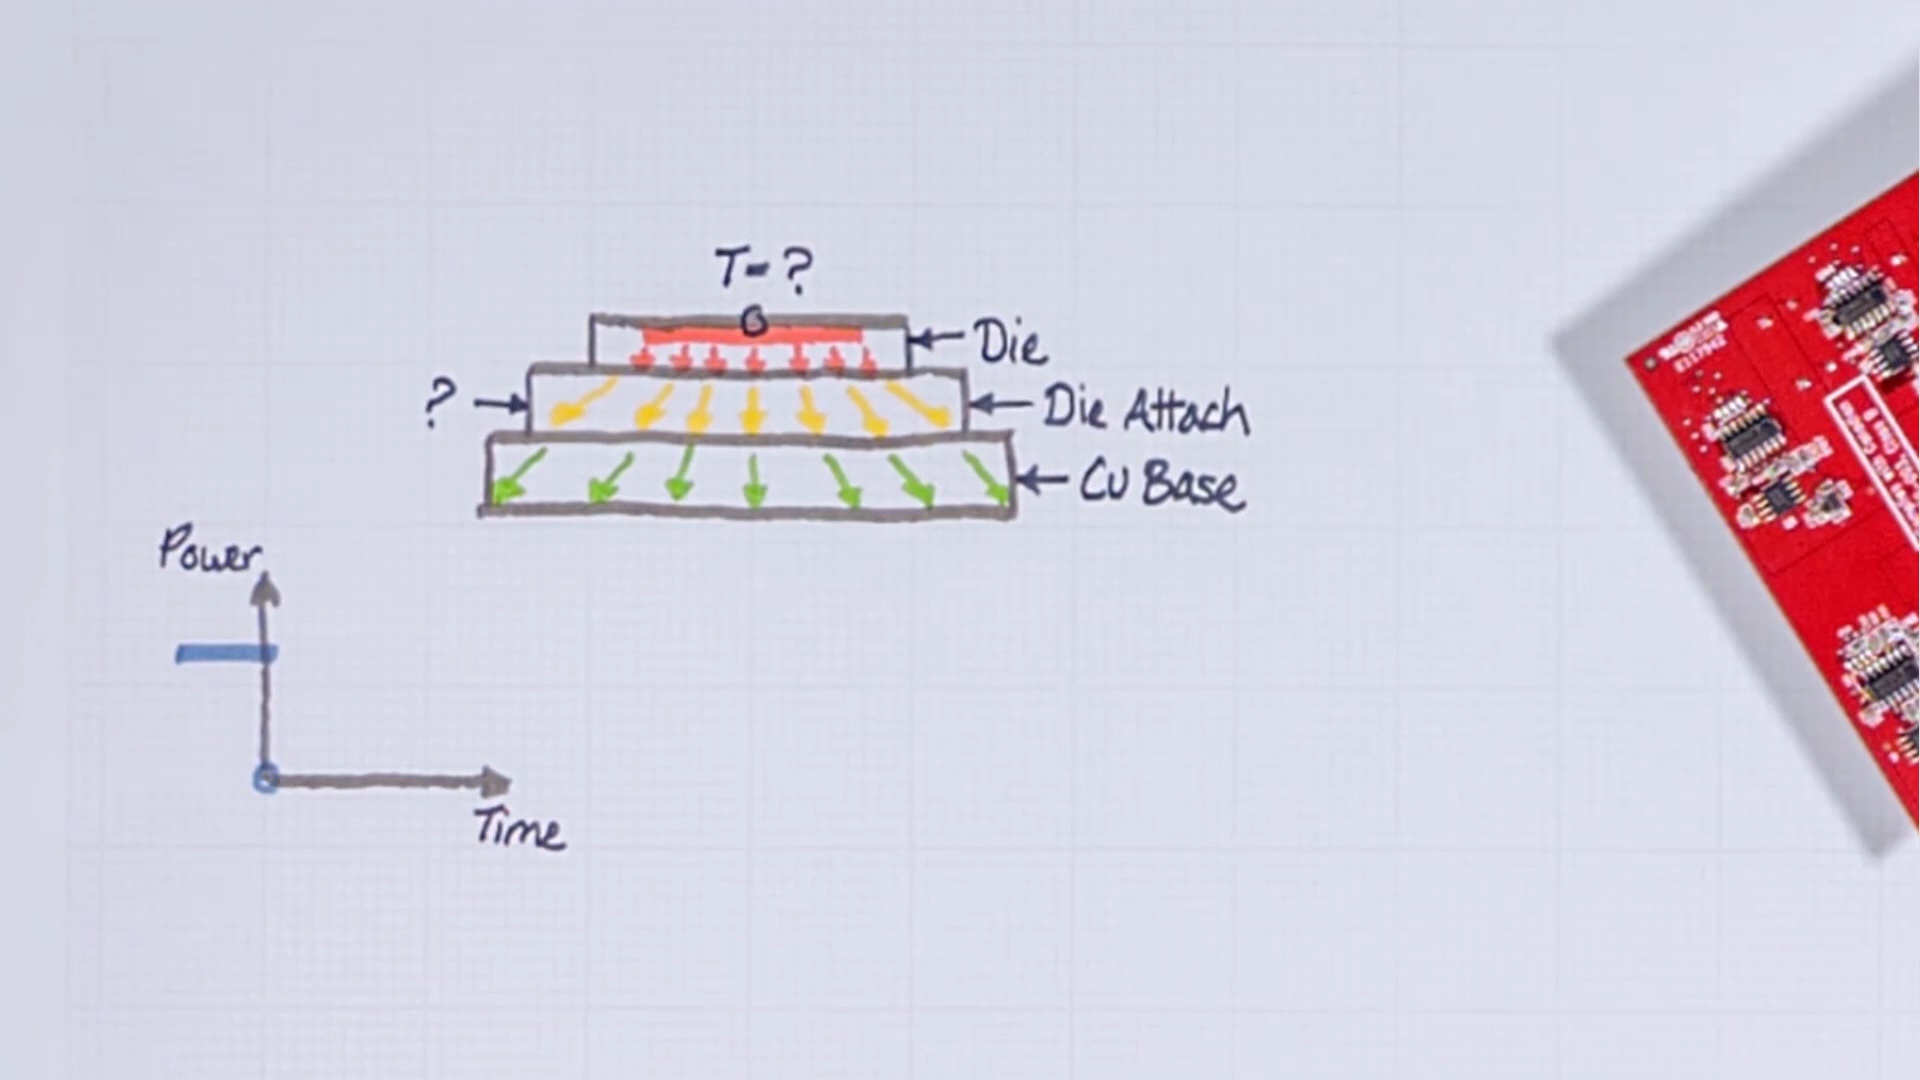 T=?
Die
?
Die Attach
Cu Base
Power
Time